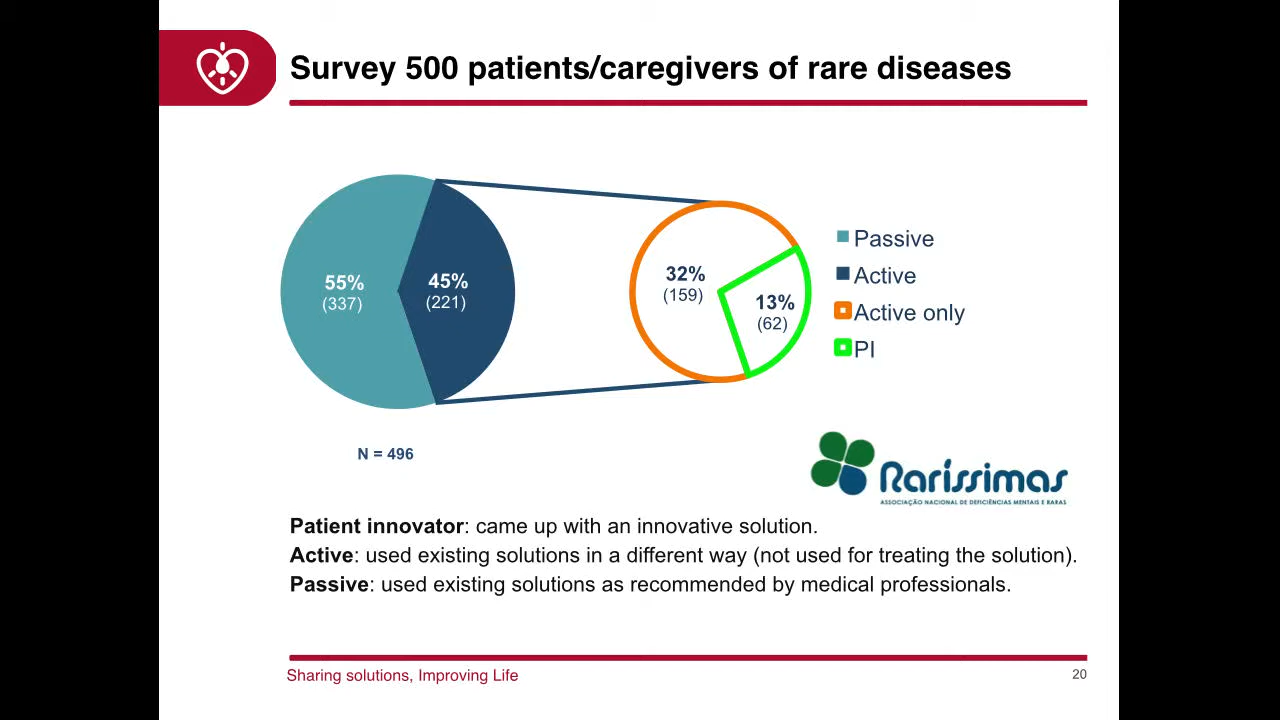 Survey 500 patients/caregivers of rare diseases
55%
(337)
45%
(221)
32%
(159)
13%
(62)
Passive
Active
Active only
PI
N = 496
Raríssimas
ASSOCIAÇÃO NACIONAL DE DEFICIÊNCIAS MENTAIS E RARAS
Patient innovator: came up with an innovative solution.
Active: used existing solutions in a different way (not used for treating the solution).
Passive: used existing solutions as recommended by medical professionals.
Sharing solutions, Improving Life
20